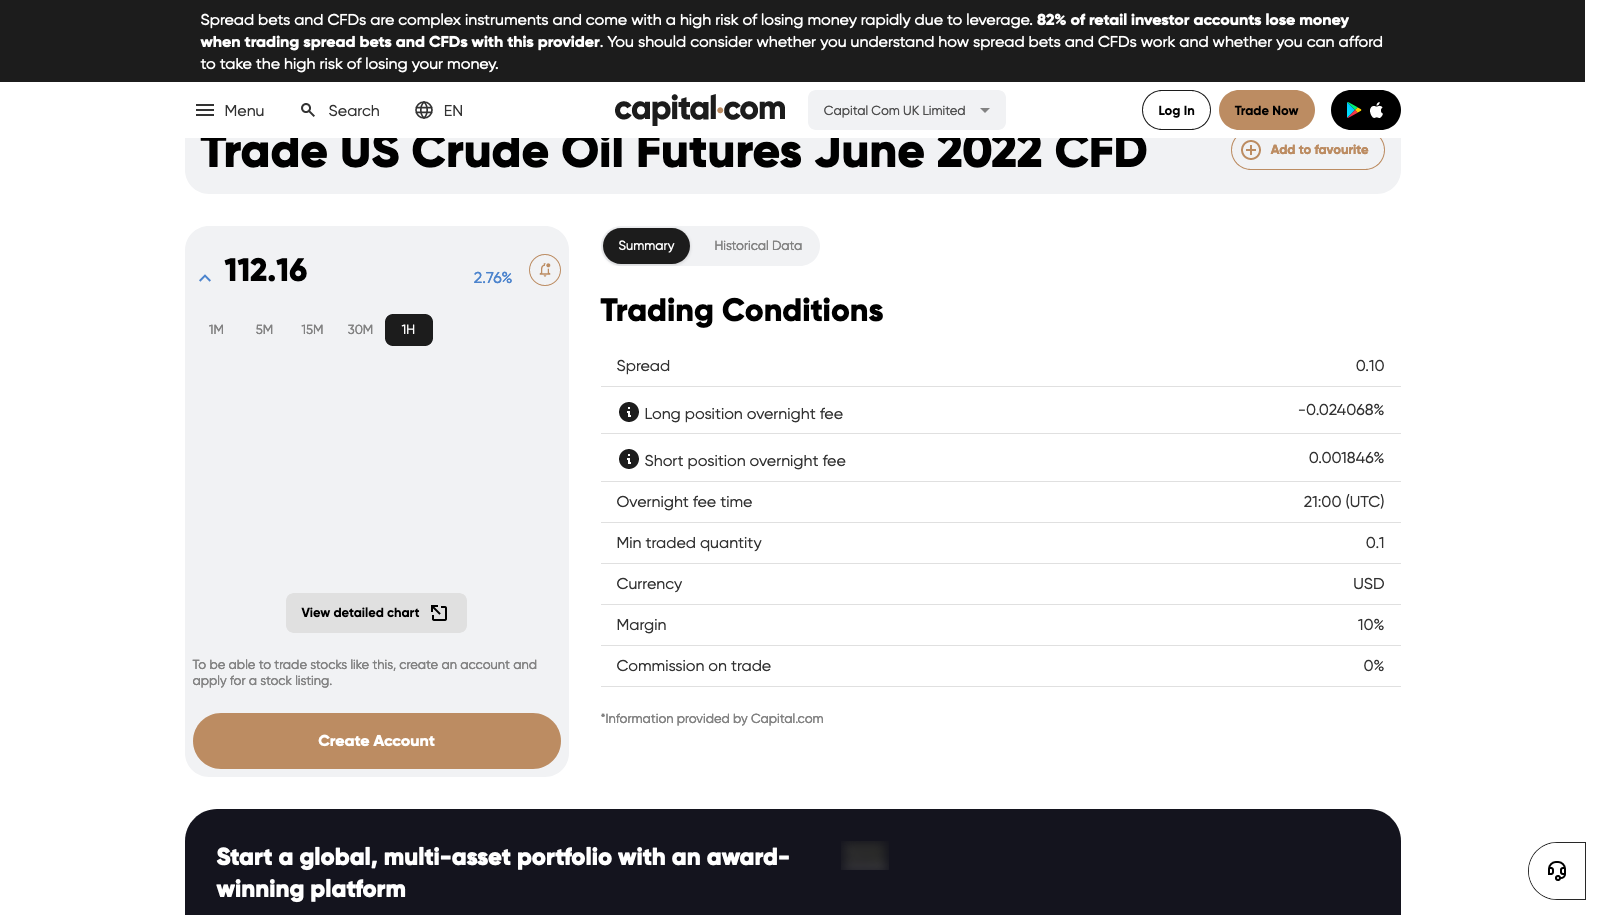 Spread bets and CFDs are complex instruments and come with a high risk of losing money rapidly due to leverage. 82% of retail investor accounts lose money
when trading spread bets and CFDs with this provider. You should consider whether you understand how spread bets and CFDs work and whether you can afford
to take the high risk of losing your money.
Menu Search EN capital.com Capital Com UK Limited Log In Trade Now
Trade US Crude Oil Futures June 2022 CFD Add to favourite
112.16 2.76%
1M 5M 15M 30M 1H
View detailed chart
To be able to trade stocks like this, create an account and
apply for a stock listing.
Create Account
Summary Historical Data
Trading Conditions
Spread 0.10
Long position overnight fee -0.024068%
Short position overnight fee 0.001846%
Overnight fee time 21:00 (UTC)
Min traded quantity 0.1
Currency USD
Margin 10%
Commission on trade 0%
*Information provided by Capital.com
Start a global, multi-asset portfolio with an award-
winning platform